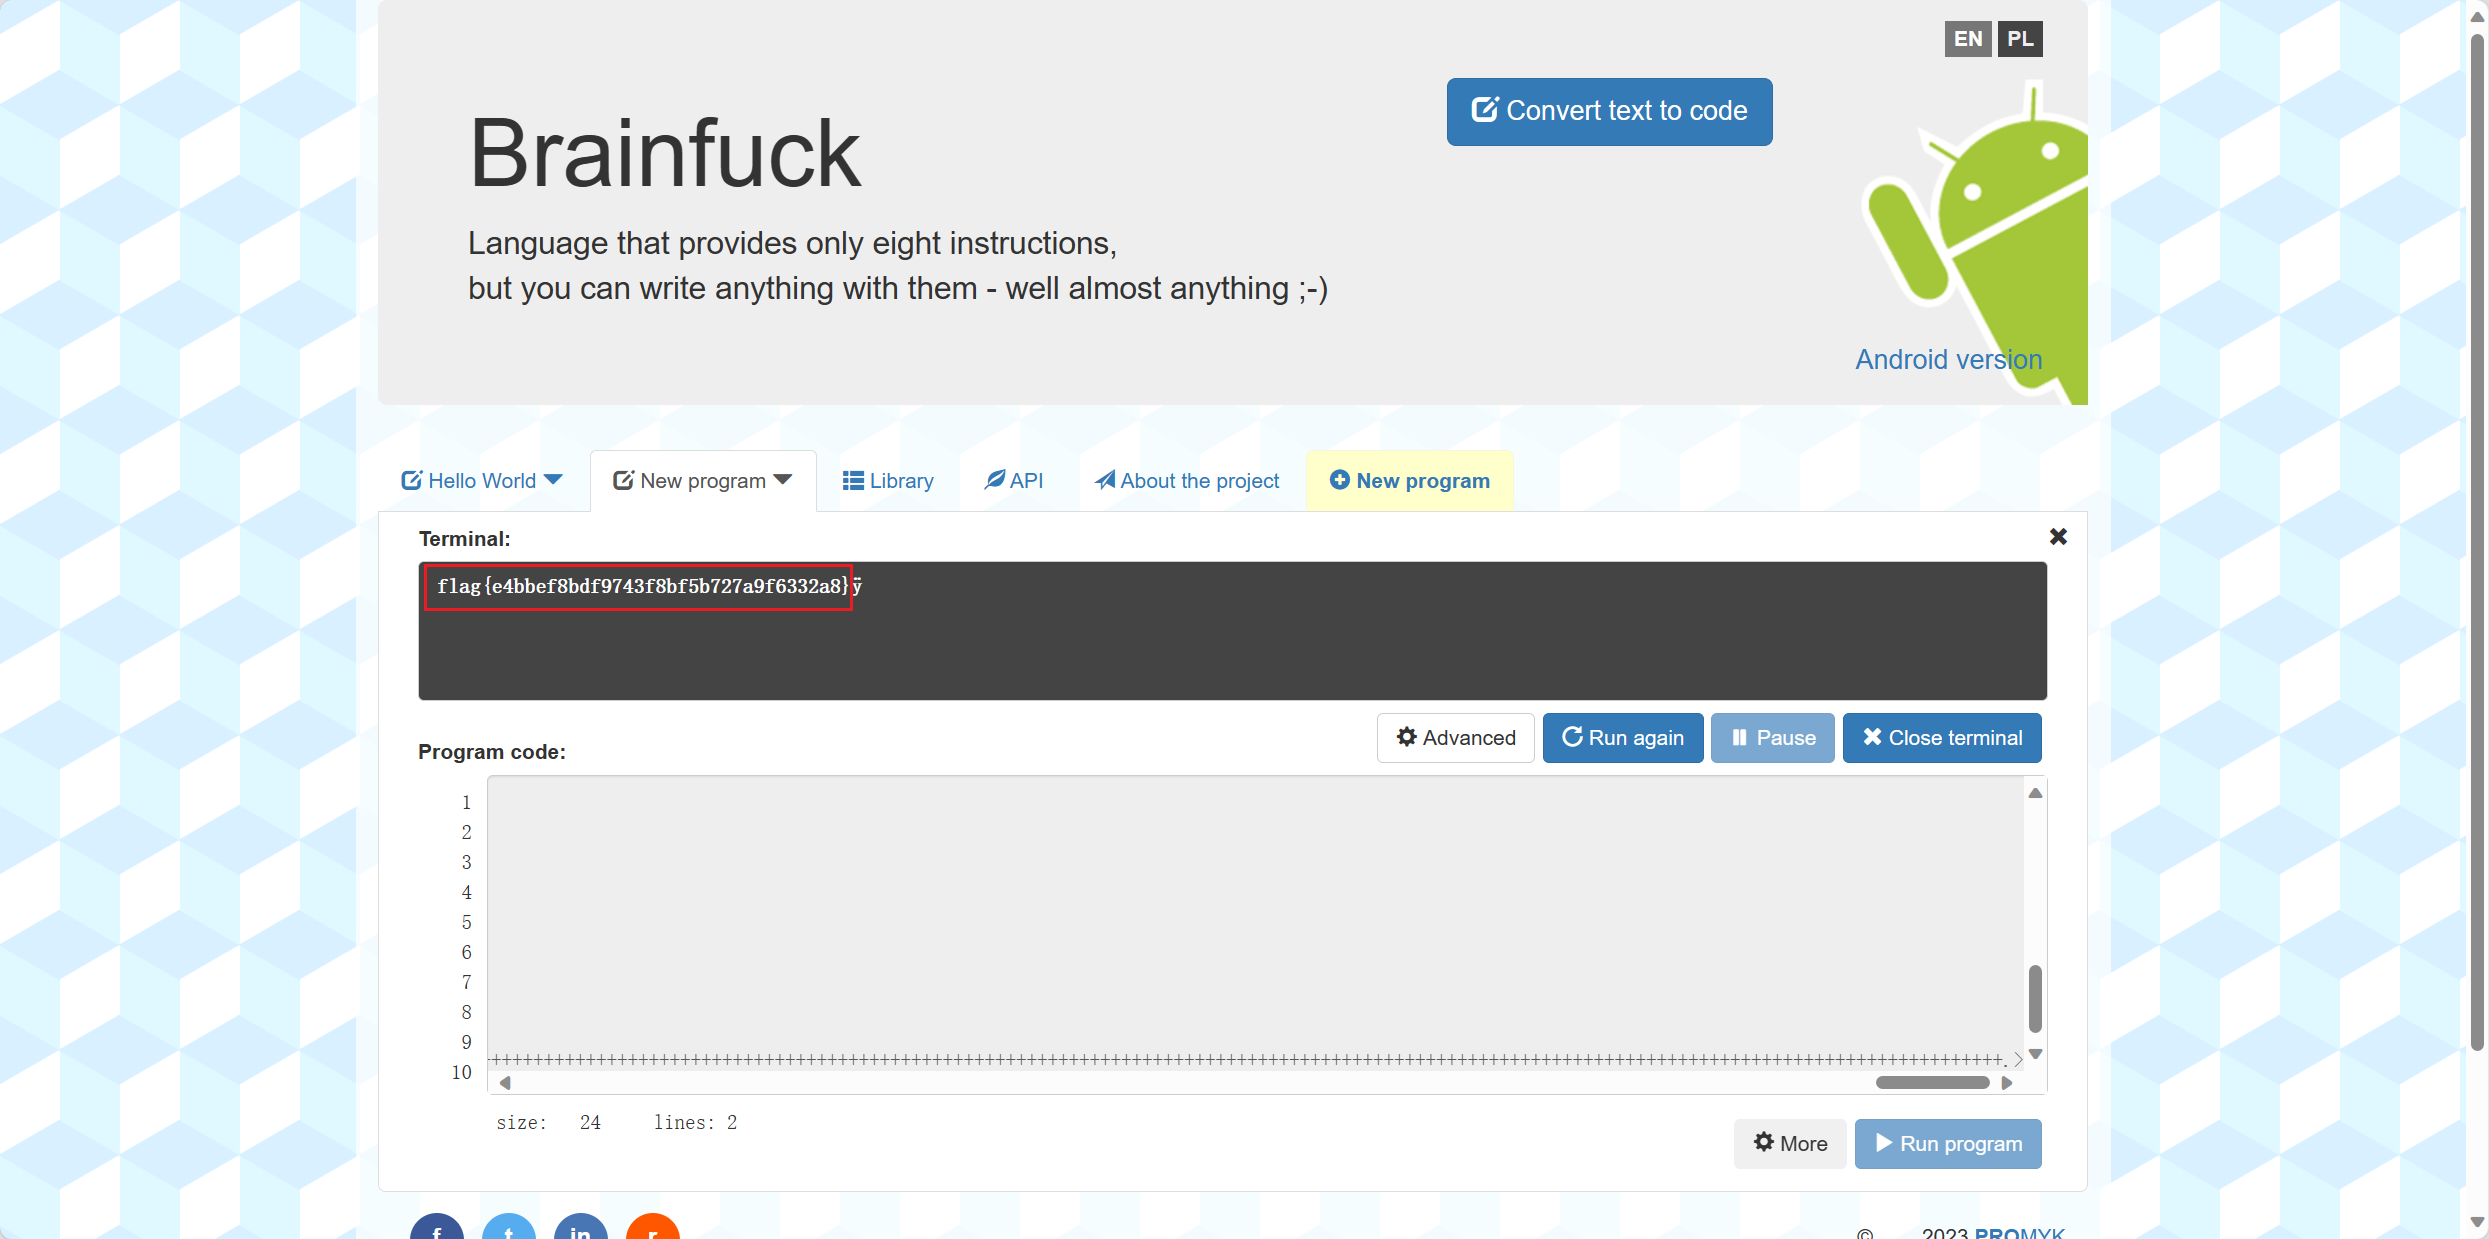 EN PL
Convert text to code
Brainfuck
Language that provides only eight instructions,
but you can write anything with them - well almost anything ;-)
Android version
Hello World New program Library API About the project New program
Terminal:
flag{e4bbef8bdf9743f8bf5b727a9f6332a8}ÿ
Advanced Run again Pause Close terminal
Program code:
1
2
3
4
5
6
7
8
9
10
size: 24 lines: 2
More Run program
f t in r
© 2023 PROMYK